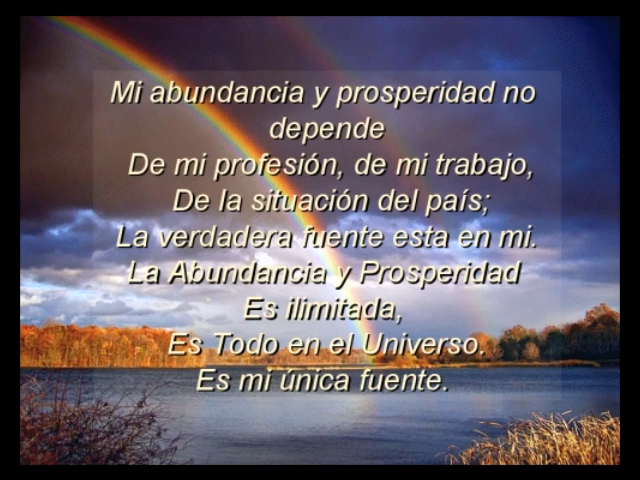 Mi abundancia y prosperidad no
depende
De mi profesión, de mi trabajo,
De la situación del país;
La verdadera fuente esta en mi.
La Abundancia y Prosperidad
Es ilimitada,
Es Todo en el Universo.
Es mi única fuente.